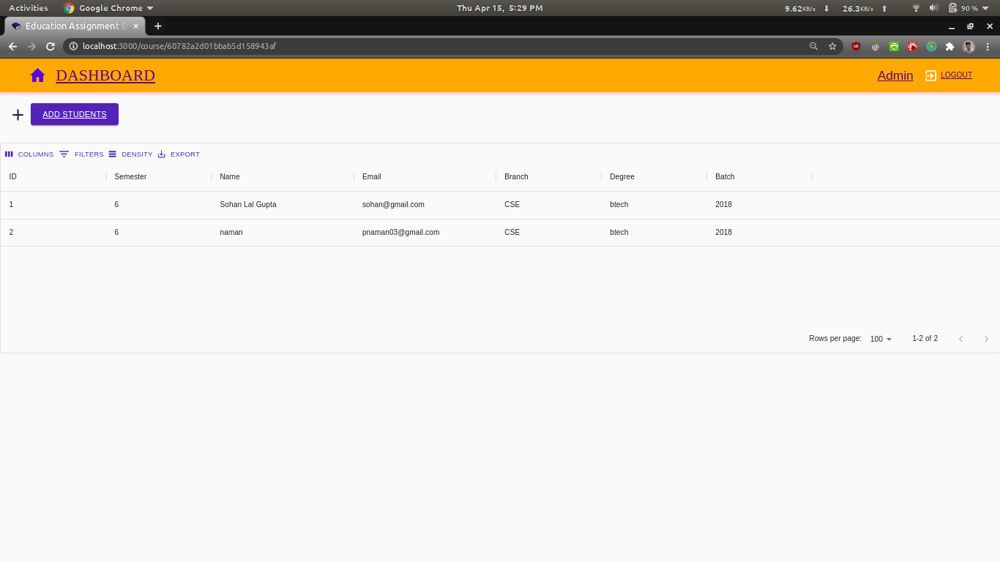 Activities Google Chrome Thu Apr 15, 5:29 PM 9.62KB/s 26.3KB/s 90 %
Education Assignment D
localhost:3000/course/60782a2d01bbab5d158943af
DASHBOARD Admin LOGOUT
ADD STUDENTS
COLUMNS FILTERS DENSITY EXPORT
ID Semester Name Email Branch Degree Batch
1 6 Sohan Lal Gupta sohan@gmail.com CSE btech 2018
2 6 naman pnaman03@gmail.com CSE btech 2018
Rows per page: 100 1-2 of 2